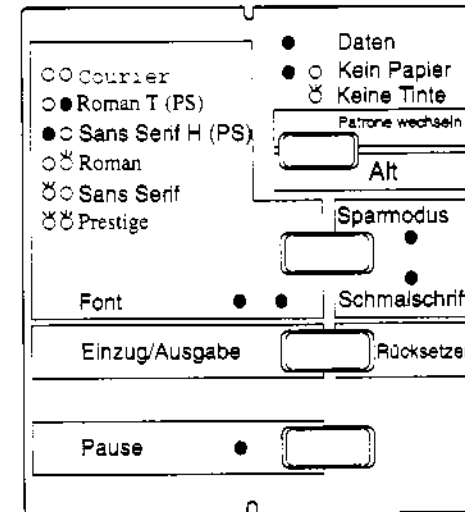 Daten
Kein Papier
Keine Tinte
Patrone wechseln
Alt
Courier
Roman T (PS)
Sans Serif H (PS)
Roman
Sans Serif
Prestige
Font
Sparmodus
Schmalschrif
Einzug/Ausgabe
Rücksetze
Pause